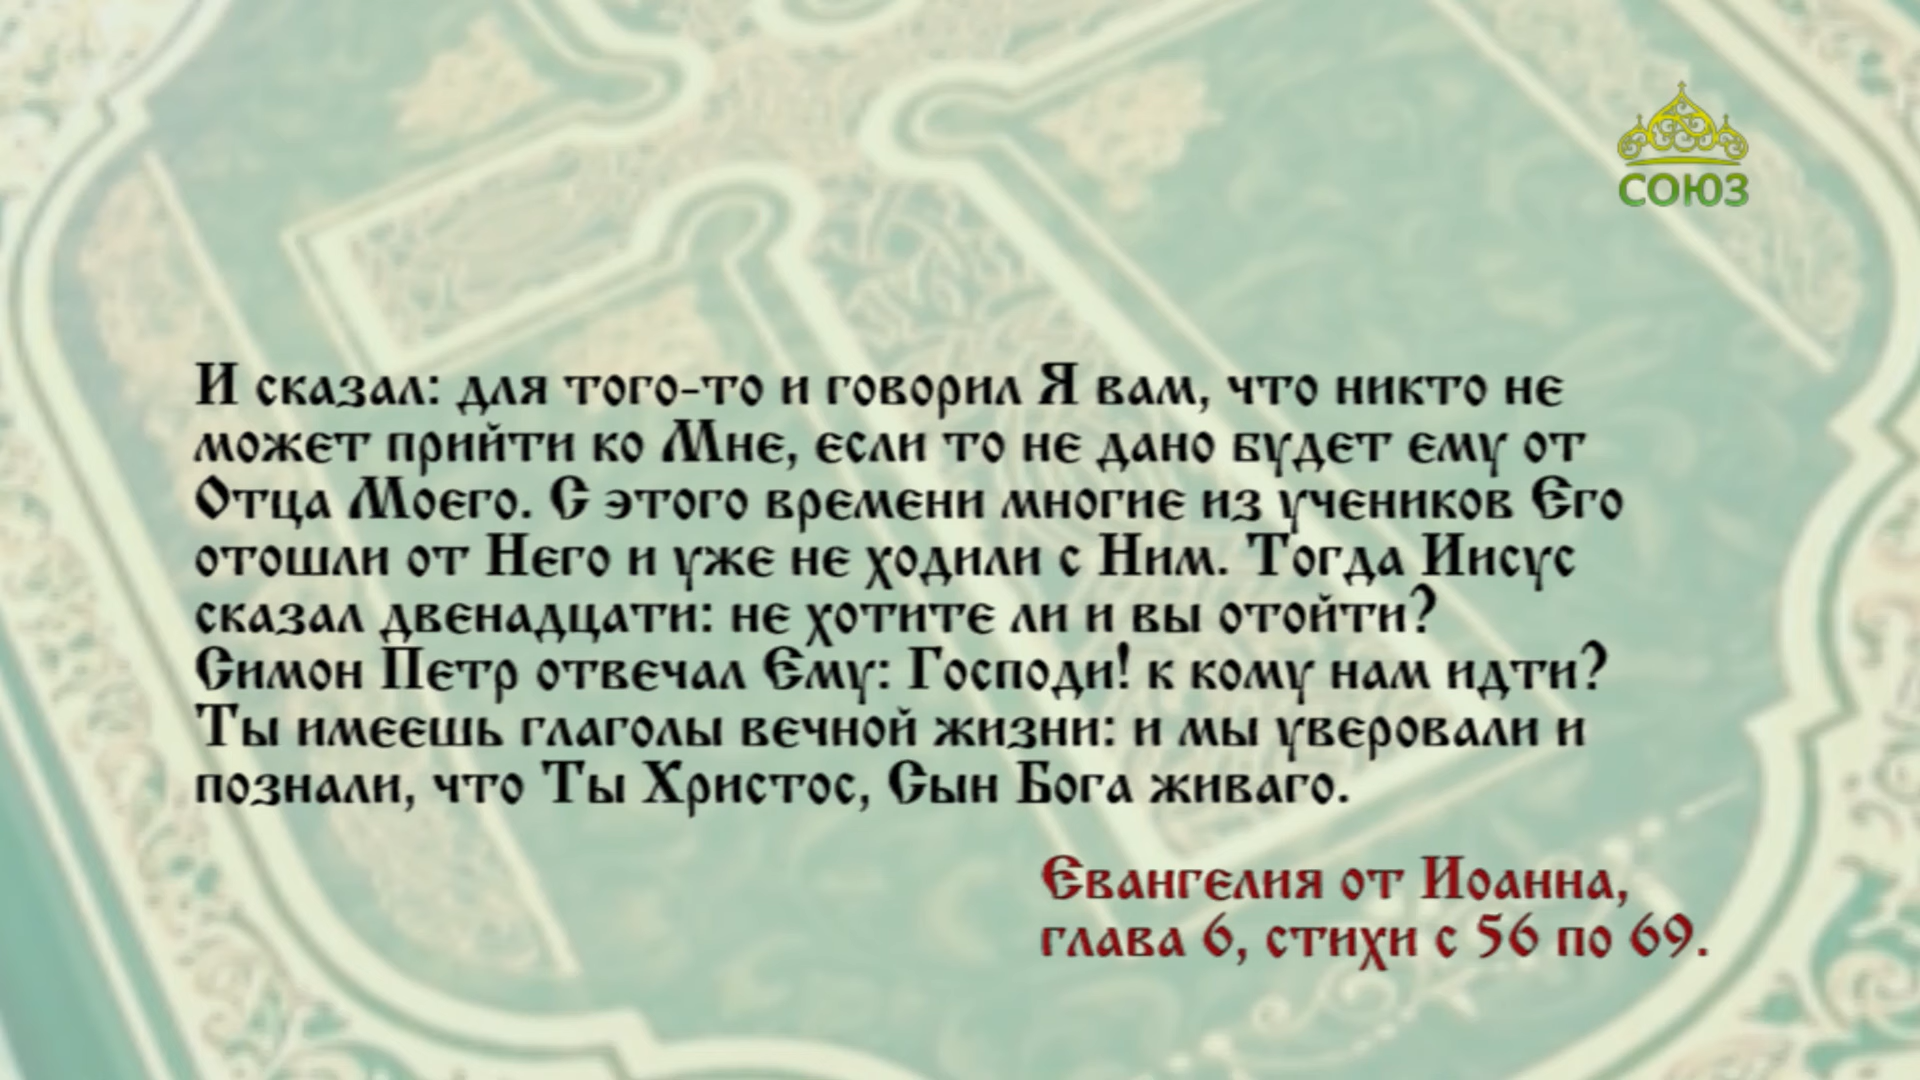 СОЮЗ
И сказал: для того-то и говорил Я вам, что никто не
может прийти ко Мне, если то не дано будет ему от
Отца Моего. С этого времени многие из учеников Его
отошли от Него и уже не ходили с Ним. Тогда Иисус
сказал двенадцати: не хотите ли и вы отойти?
Симон Петр отвечал Ему: Господи! к кому нам идти?
Ты имеешь глаголы вечной жизни: и мы уверовали и
познали, что Ты Христос, Сын Бога живаго.
Евангелия от Иоанна,
глава 6, стихи с 56 по 69.